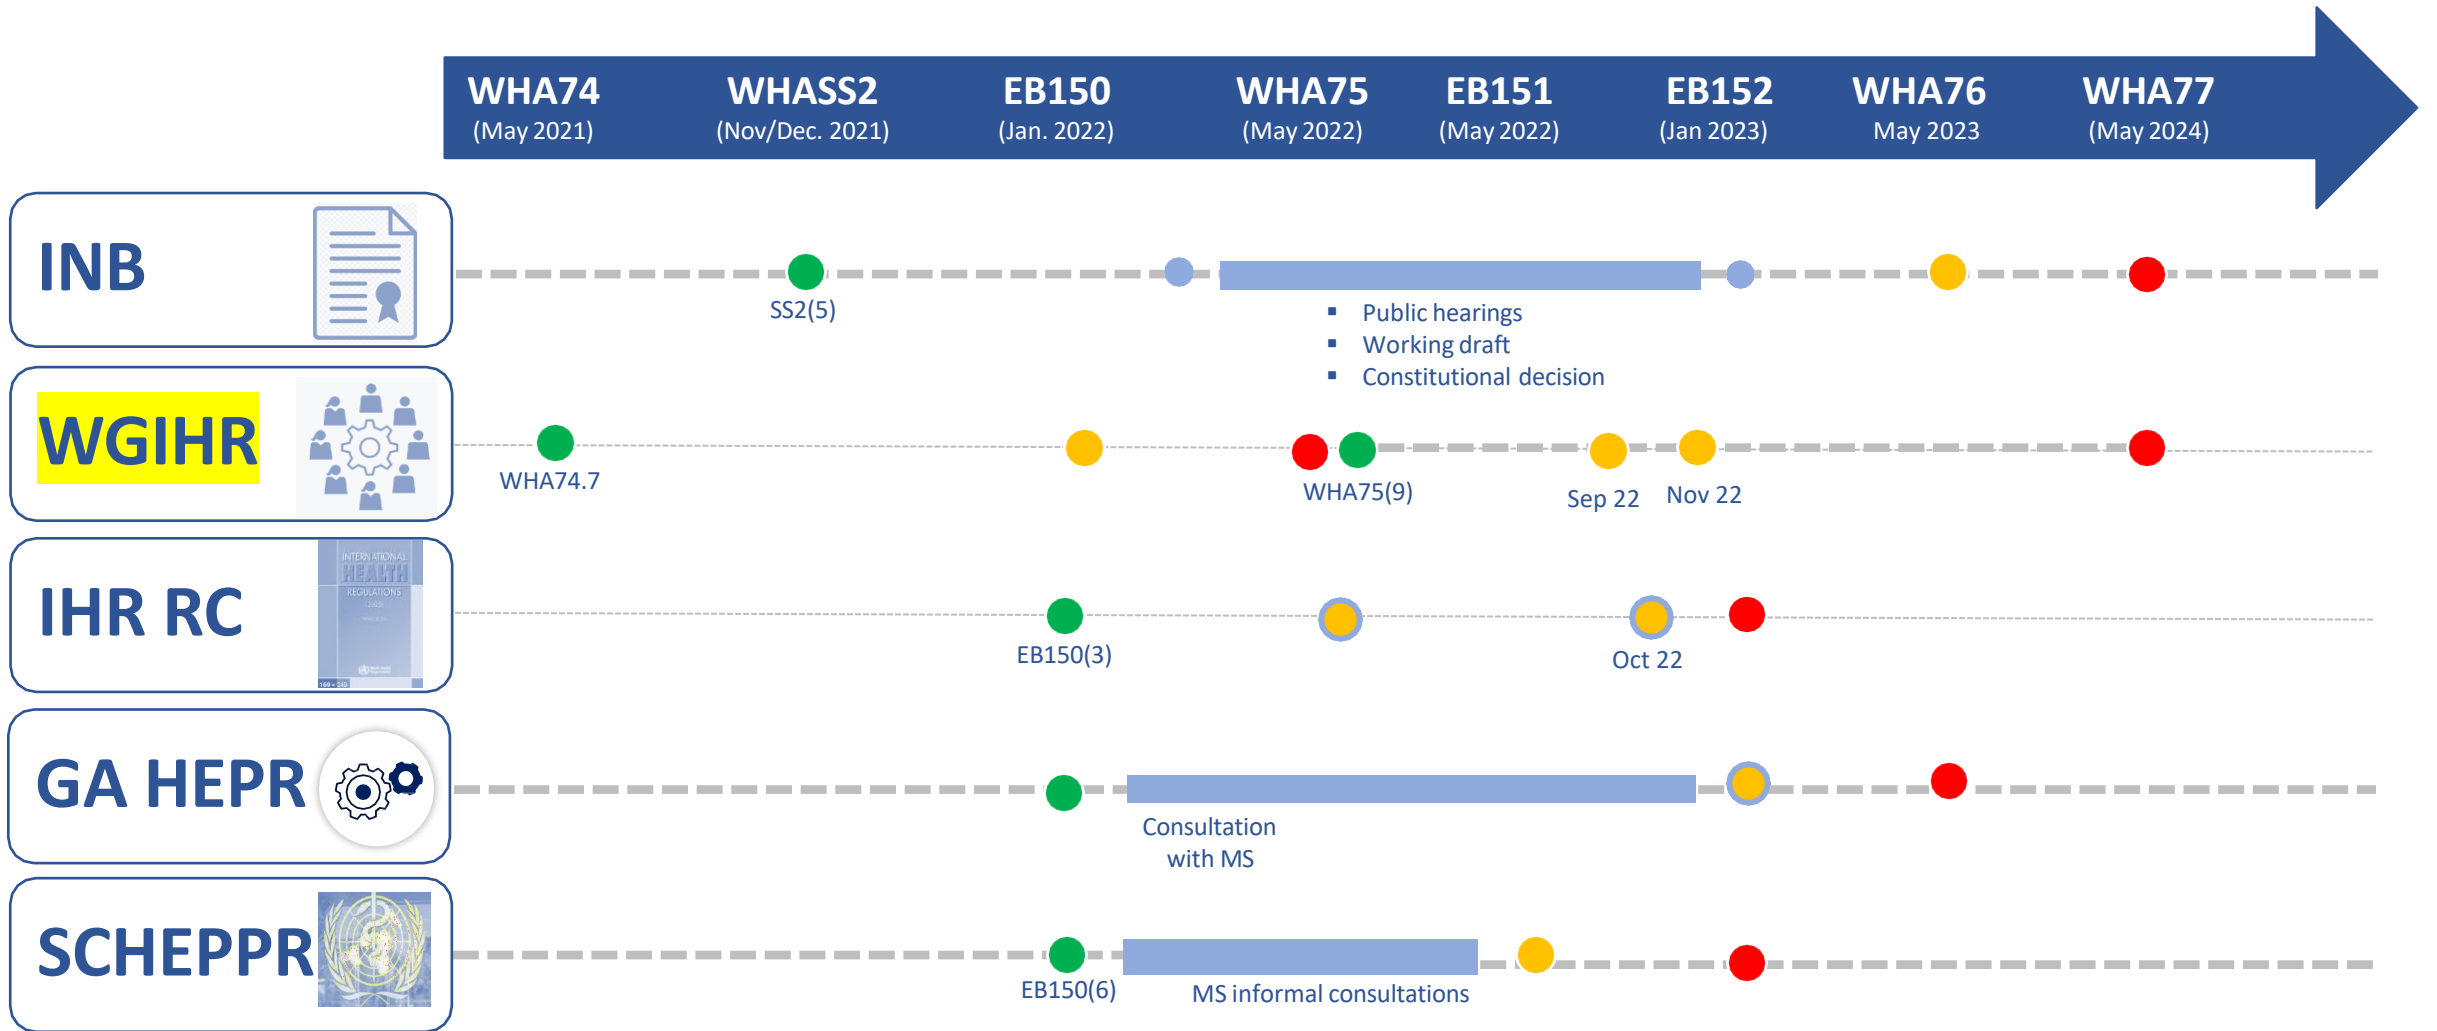 WHA74
(May 2021)
WHASS2
(Nov/Dec. 2021)
EB150
(Jan. 2022)
WHA75
(May 2022)
EB151
(May 2022)
EB152
(Jan 2023)
WHA76
May 2023
WHA77
(May 2024)
INB
SS2(5)
▪ Public hearings
▪ Working draft
▪ Constitutional decision
WGIHR
WHA74.7
WHA75(9)
Sep 22
Nov 22
IHR RC
INTERNATIONAL
HEALTH
REGULATIONS
EB150(3)
Oct 22
GA HEPR
Consultation
with MS
SCHEPPR
EB150(6)
MS informal consultations